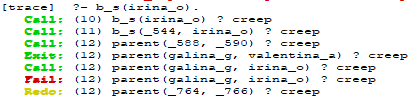 [trace]  ?- b_s(irina_o).
Call: (10) b_s(irina_o) ? creep
Call: (11) b_s(_544, irina_o) ? creep
Call: (12) parent(_588, _590) ? creep
Exit: (12) parent(galina_g, valentina_a) ? creep
Call: (12) parent(galina_g, irina_o) ? creep
Fail: (12) parent(galina_g, irina_o) ? creep
Redo: (12) parent(_764, _766) ? creep